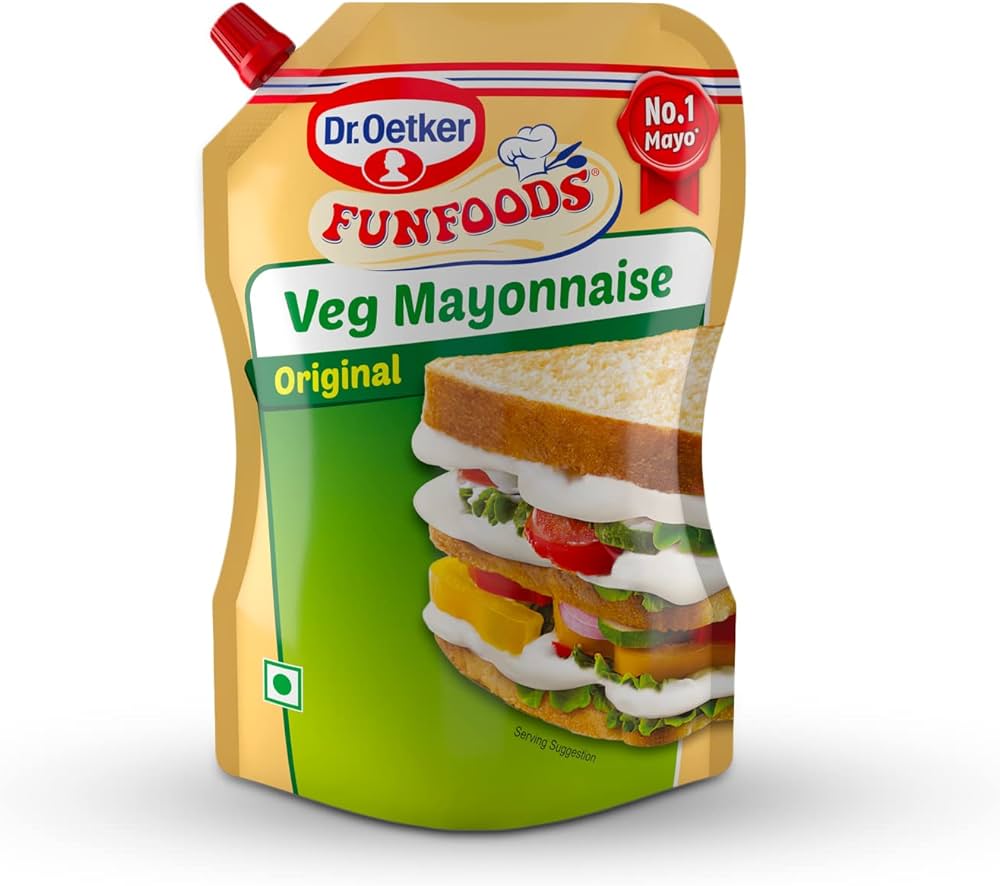 Dr.Oetker
FUNFOODS®
No.1
Mayo*
Veg Mayonnaise
Original
Serving Suggestion